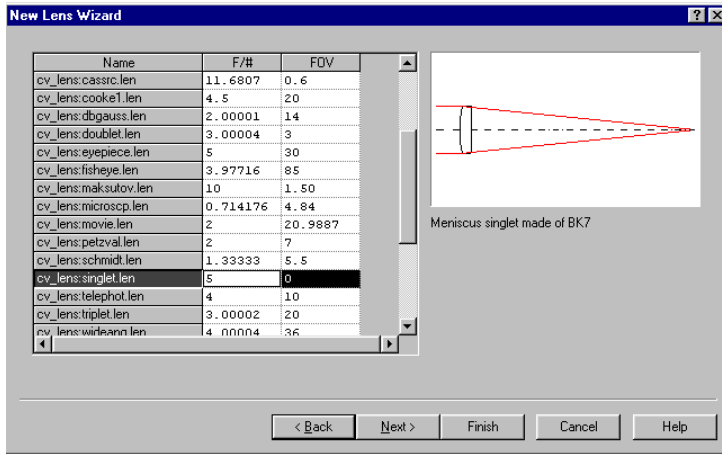 New Lens Wizard
Name F/# FOV
cv_lens:cassrc.len 11.6807 0.6
cv_lens:cooke1.len 4.5 20
cv_lens:dbgauss.len 2.00001 14
cv_lens:doublet.len 3.00004 3
cv_lens:eyepiece.len 5 30
cv_lens:fisheye.len 3.97716 85
cv_lens:maksutov.len 10 1.50
cv_lens:microscp.len 0.714176 4.84
cv_lens:movie.len 2 20.9887
cv_lens:petzval.len 2 7
cv_lens:schmidt.len 1.33333 5.5
cv_lens:singlet.len 5 0
cv_lens:telephot.len 4 10
cv_lens:triplet.len 3.00002 20
cv_lens:wideang.len 4.00004 36
Meniscus singlet made of BK7
< Back Next > Finish Cancel Help